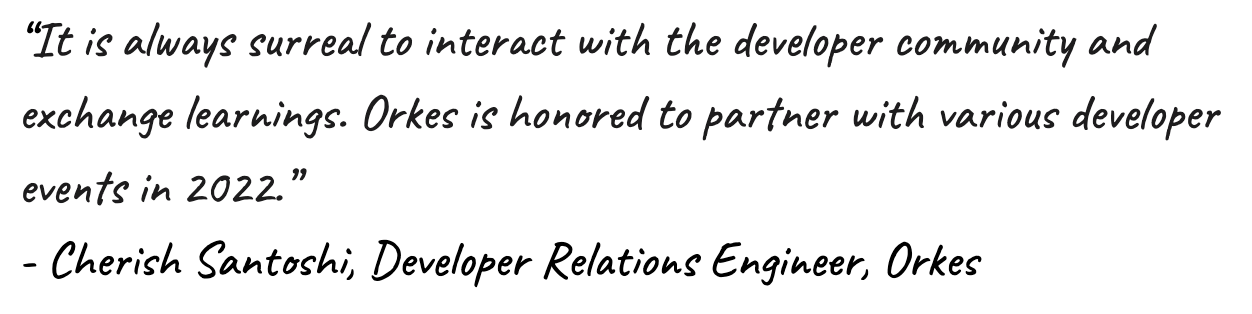 “It is always surreal to interact with the developer community and
exchange learnings. Orkes is honored to partner with various developer
events in 2022.”
- Cherish Santoshi, Developer Relations Engineer, Orkes